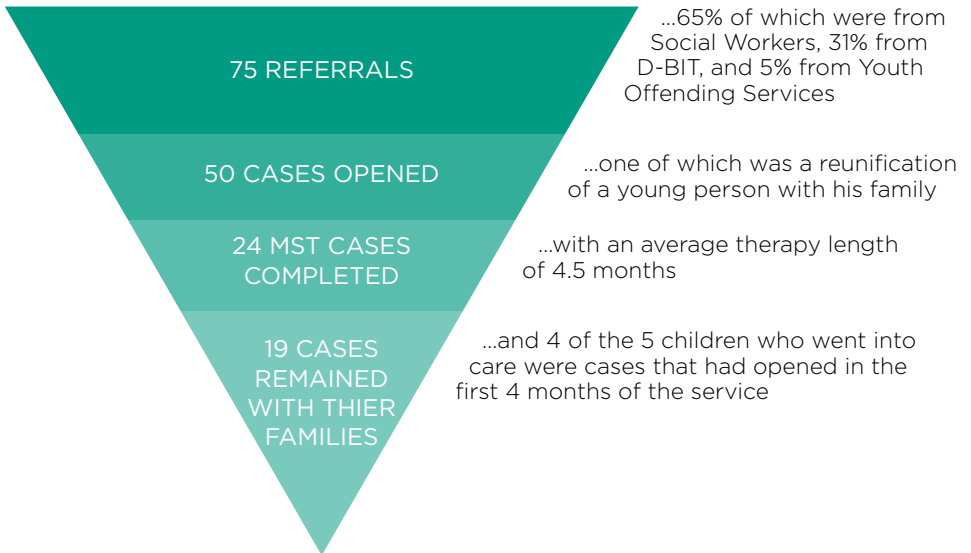 75 REFERRALS
...65% of which were from
Social Workers, 31% from
D-BIT, and 5% from Youth
Offending Services
50 CASES OPENED
...one of which was a reunification
of a young person with his family
24 MST CASES
COMPLETED
...with an average therapy length
of 4.5 months
19 CASES
REMAINED
WITH THIER
FAMILIES
...and 4 of the 5 children who went into
care were cases that had opened in the
first 4 months of the service